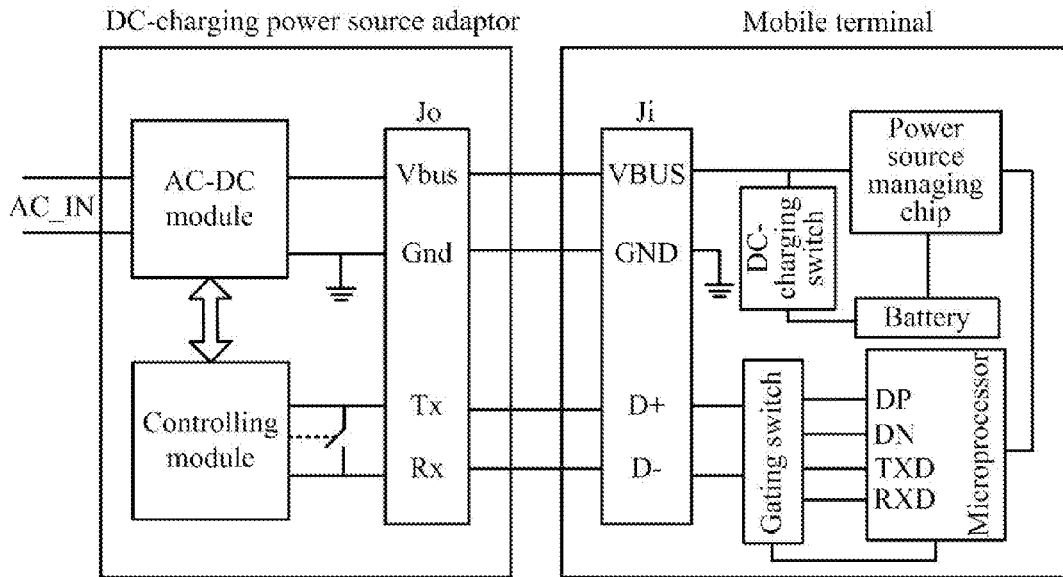 DC-charging power source adaptor
Mobile terminal
Jo
Ji
AC_IN
AC-DC
module
Vbus
Gnd
VBUS
GND
Power
source
managing
chip
DC-
charging
switch
Battery
Controlling
module
Tx
Rx
D+
D-
Gating switch
DP
DN
TXD
RXD
Microprocessor